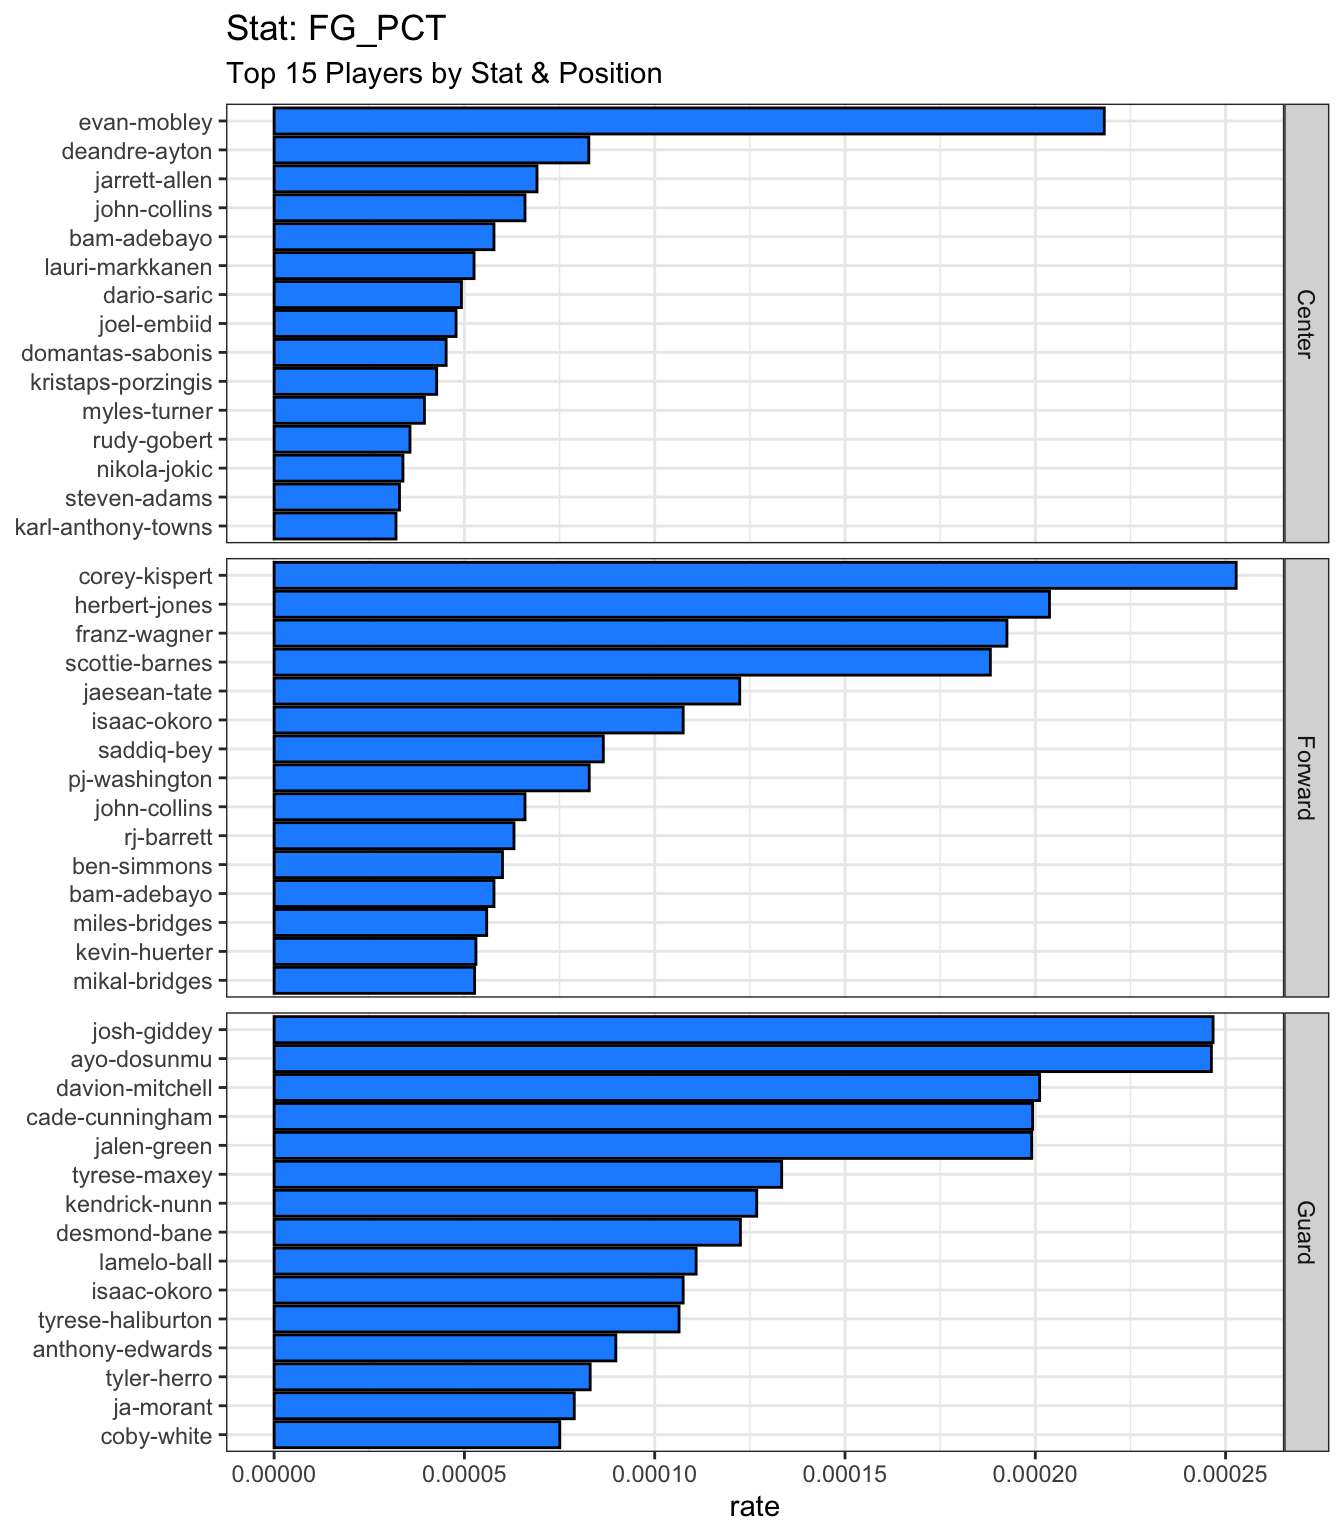 Stat: FG_PCT
Top 15 Players by Stat & Position
evan-mobley
deandre-ayton
jarrett-allen
john-collins
bam-adebayo
lauri-markkanen
dario-saric
joel-embiid
domantas-sabonis
kristaps-porzingis
myles-turner
rudy-gobert
nikola-jokic
steven-adams
karl-anthony-towns
Center
corey-kispert
herbert-jones
franz-wagner
scottie-barnes
jaesean-tate
isaac-okoro
saddiq-bey
pj-washington
john-collins
rj-barrett
ben-simmons
bam-adebayo
miles-bridges
kevin-huerter
mikal-bridges
Forward
josh-giddey
ayo-dosunmu
davion-mitchell
cade-cunningham
jalen-green
tyrese-maxey
kendrick-nunn
desmond-bane
lamelo-ball
isaac-okoro
tyrese-haliburton
anthony-edwards
tyler-herro
ja-morant
coby-white
Guard
0.00000 0.00005 0.00010 0.00015 0.00020 0.00025
rate